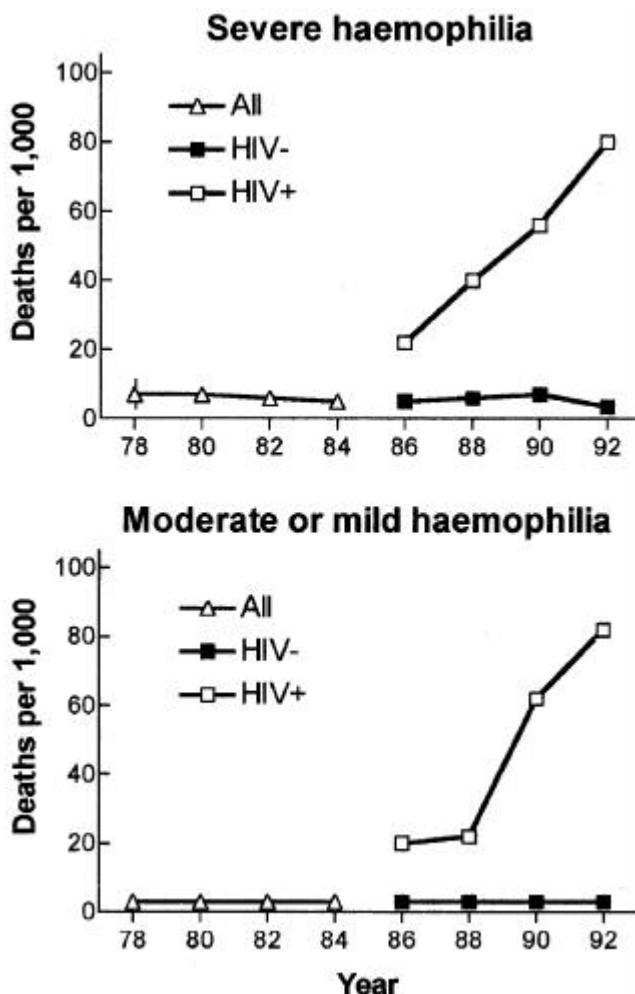 Severe haemophilia
Deaths per 1,000
100
80
60
40
20
0
All
HIV-
HIV+
78 80 82 84 86 88 90 92
Moderate or mild haemophilia
Deaths per 1,000
100
80
60
40
20
0
All
HIV-
HIV+
78 80 82 84 86 88 90 92
Year